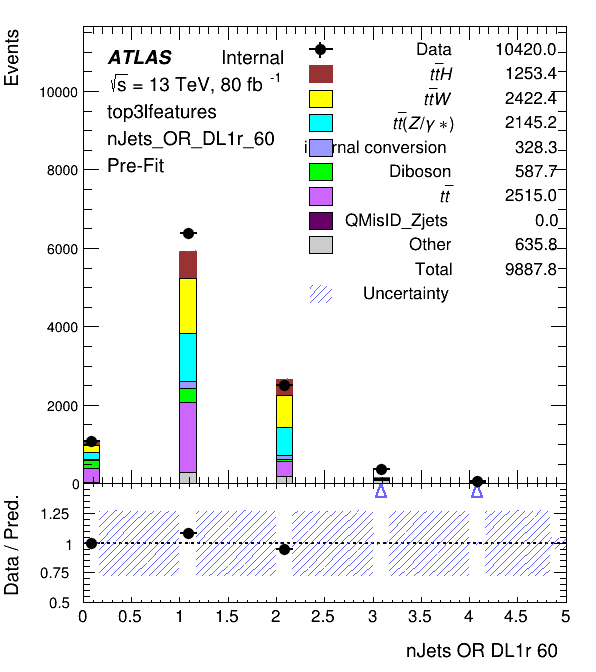 Events
ATLAS Internal
√s = 13 TeV, 80 fb⁻¹
top3lfeatures
nJets_OR_DL1r_60
Pre-Fit
Data 10420.0
tt̄H 1253.4
tt̄W 2422.4
tt̄(Z/γ*) 2145.2
rnal conversion 328.3
Diboson 587.7
tt̄ 2515.0
QMisID_Zjets 0.0
Other 635.8
Total 9887.8
Uncertainty
10000
8000
6000
4000
2000
0
Data / Pred.
1.25
1
0.75
0.5
0 0.5 1 1.5 2 2.5 3 3.5 4 4.5 5
nJets OR DL1r 60